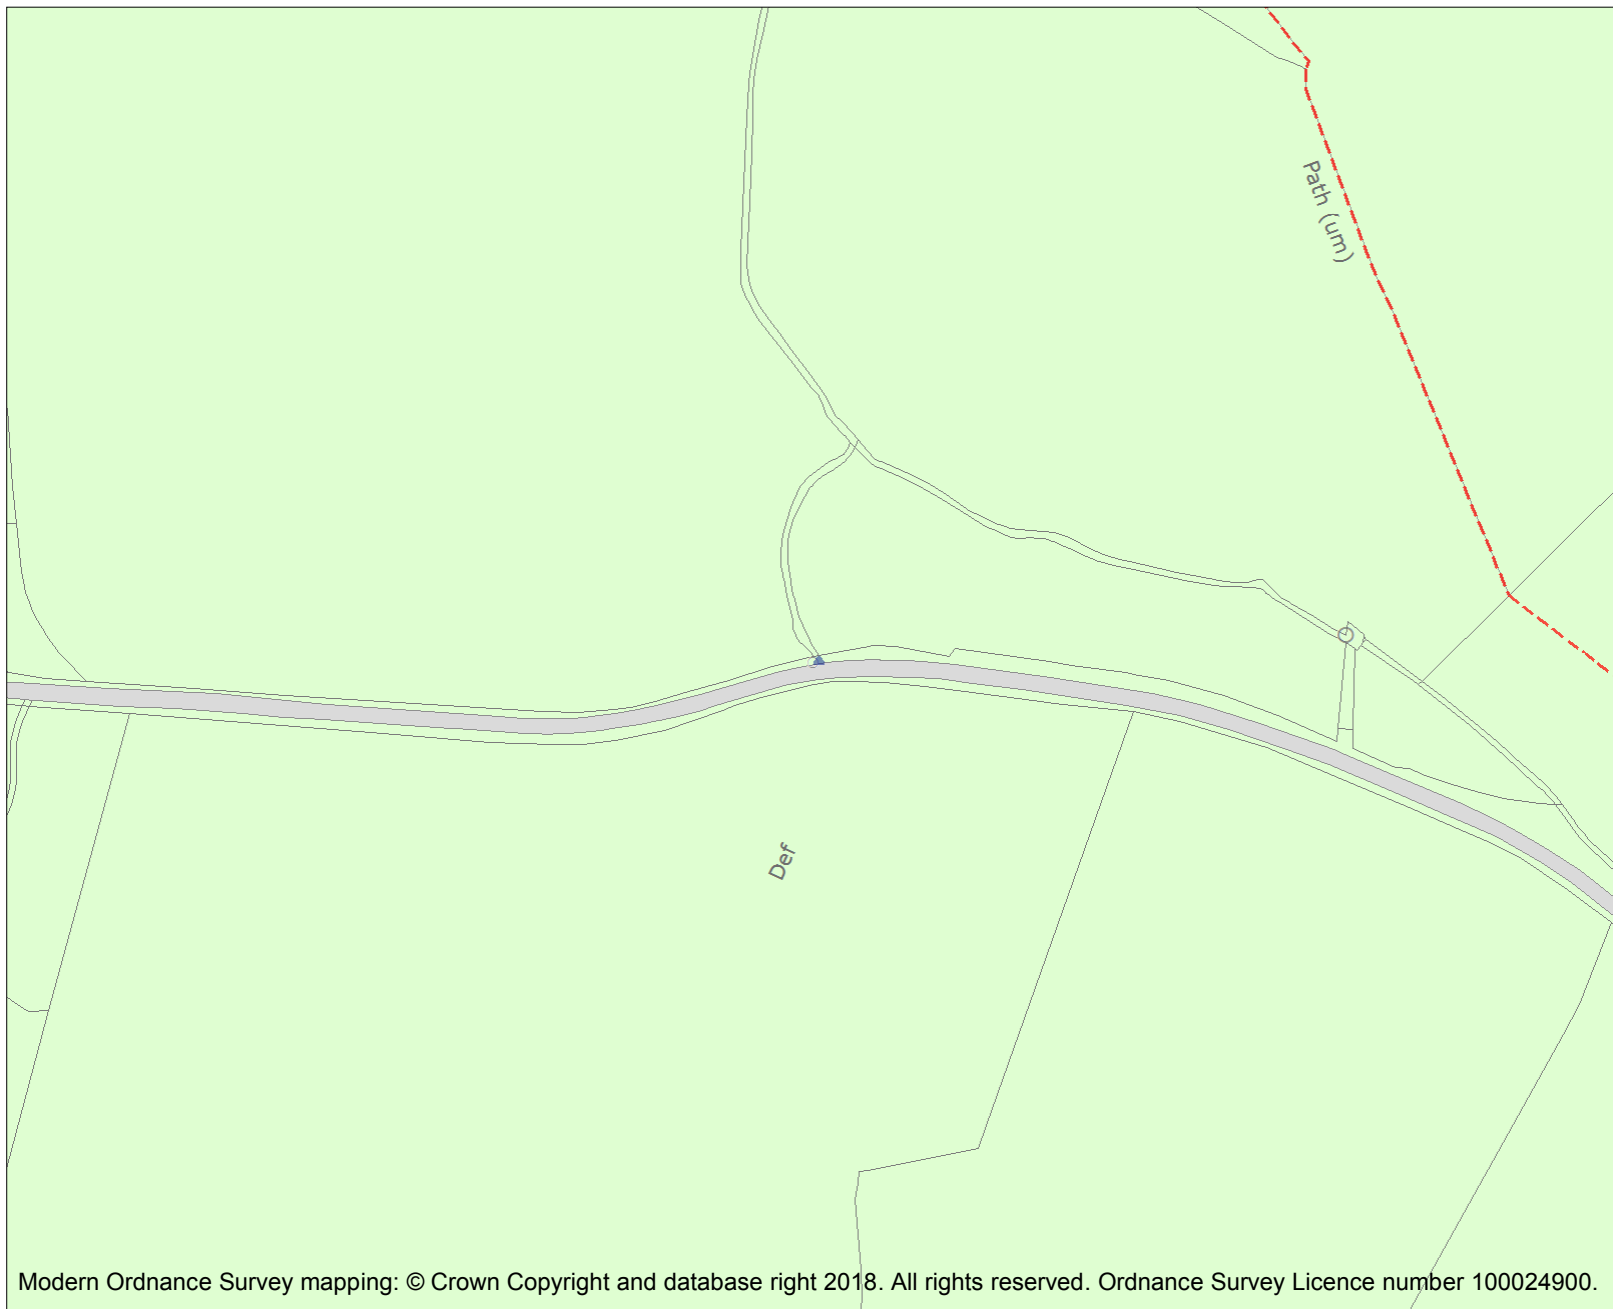 Path (um)
Def
Modern Ordnance Survey mapping: © Crown Copyright and database right 2018. All rights reserved. Ordnance Survey Licence number 100024900.